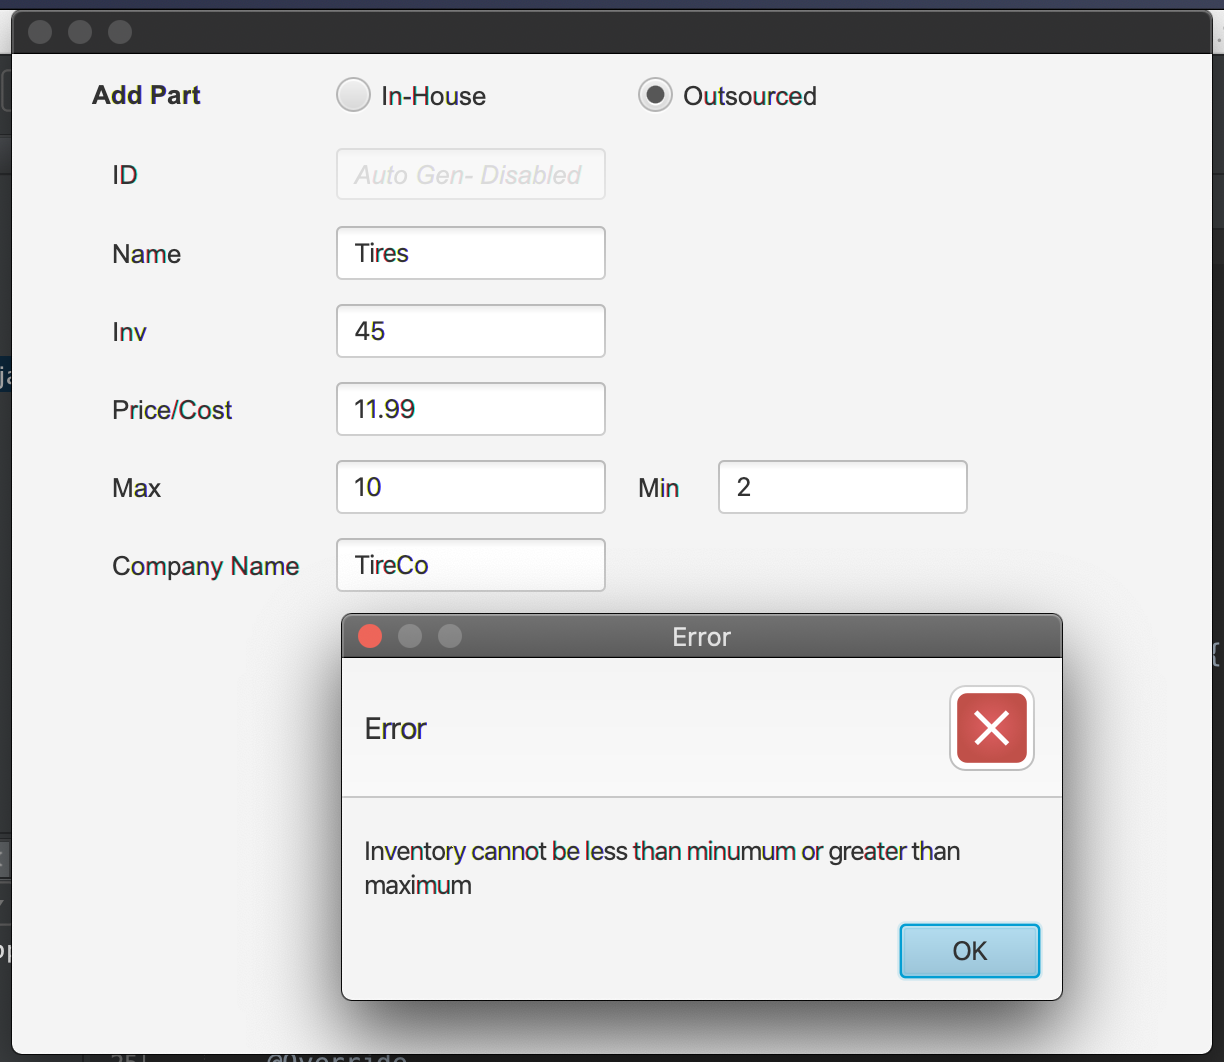 Add Part In-House Outsourced
ID Auto Gen- Disabled
Name Tires
Inv 45
Price/Cost 11.99
Max 10 Min 2
Company Name TireCo
{
Error
Error
Inventory cannot be less than minumum or greater than
maximum
OK
@Override